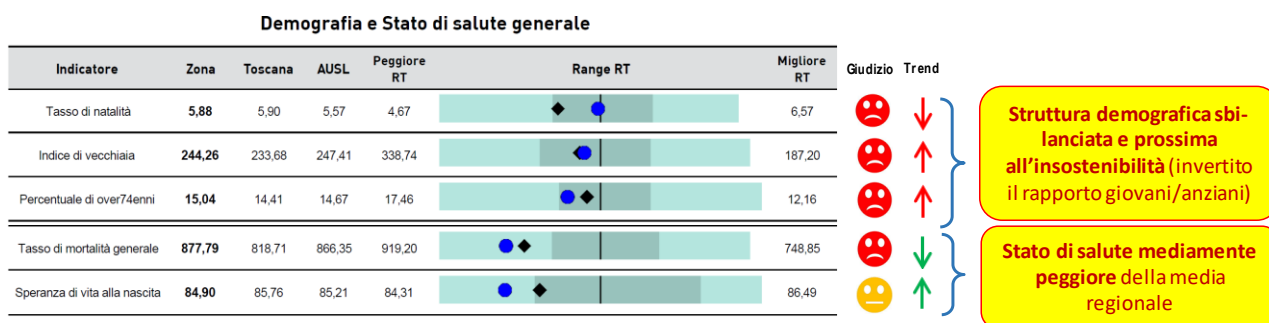 Demografia e Stato di salute generale
Indicatore Zona Toscana AUSL Peggiore RT Range RT Migliore RT Giudizio Trend
Tasso di natalità 5,88 5,90 5,57 4,67 6,57
Indice di vecchiaia 244,26 233,68 247,41 338,74 187,20
Percentuale di over74enni 15,04 14,41 14,67 17,46 12,16
Tasso di mortalità generale 877,79 818,71 866,35 919,20 748,85
Speranza di vita alla nascita 84,90 85,76 85,21 84,31 86,49
Struttura demografica sbi-
lanciata e prossima
all'insostenibilità (invertito
il rapporto giovani/anziani)
Stato di salute mediamente
peggiore della media
regionale